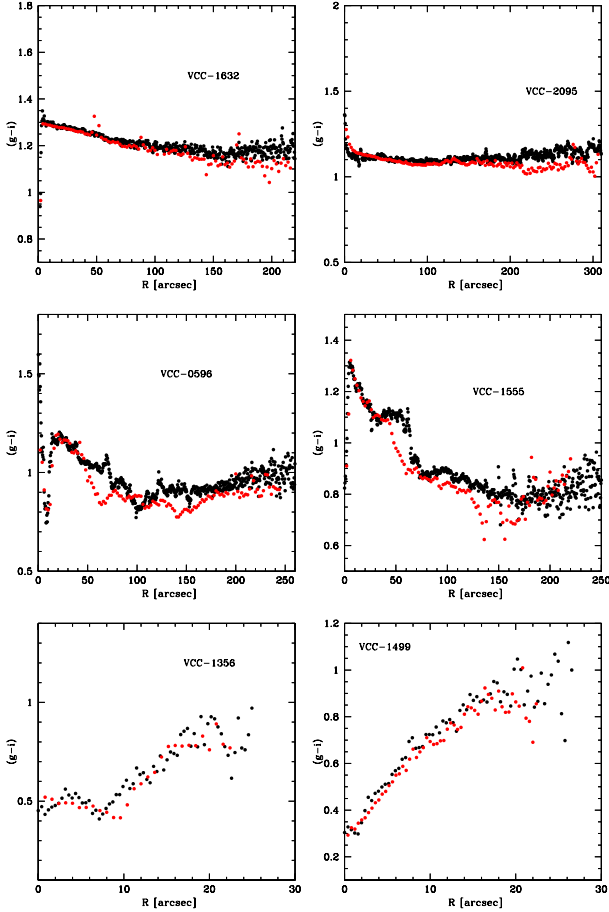 1.8
1.6
1.4
1.2
1
0.8
(g-i)
VCC-1632
0 50 100 150 200
R [arcsec]
2
1.5
1
0.5
(g-i)
VCC-2095
0 100 200 300
R [arcsec]
1.5
1
0.5
(g-i)
VCC-0596
0 50 100 150 200 250
R [arcsec]
1.4
1.2
1
0.8
0.6
(g-i)
VCC-1555
0 50 100 150 200 250
R [arcsec]
1
0.5
(g-i)
VCC-1356
0 10 20 30
R [arcsec]
1.2
1
0.8
0.6
0.4
0.2
(g-i)
VCC-1499
0 10 20 30
R [arcsec]